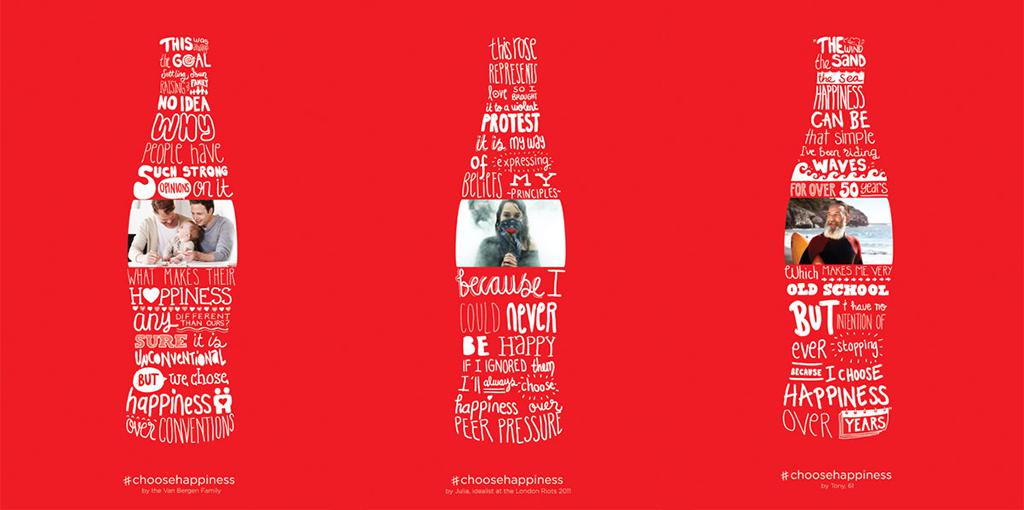 THIS was always
the GOAL
Settling down
RAISING a FAMILY
NO IDEA
WHY
PEOPLE HAVE
SUCH STRONG
OPINIONS on it
WHAT MAKES THEIR
HAPPINESS
any DIFFERENT THAN OURS?
SURE it is
UNCONVENTIONAL
BUT we chose
happiness
over CONVENTIONS
#choosehappiness
by the Van Bergen Family
this rose
REPRESENTS
love SO I BROUGHT
it to a violent
PROTEST
it is my way
Of expressing
BELIEFS MY PRINCIPLES
because I
COULD never
BE HAPPY
IF I IGNORED them
I'll always choose
happiness over
PEER PRESSURE
#choosehappiness
by Julia, idealist at the London Riots 2011
"THE WIND
the SAND
the sea
HAPPINESS
CAN BE
that simple
I've been riding
WAVES
FOR OVER 50 years
Which MAKES ME VERY
OLD SCHOOL
BUT I have no INTENTION OF
ever stopping
BECAUSE I CHOOSE
HAPPINESS
OVER YEARS
#choosehappiness
by Tony, 61